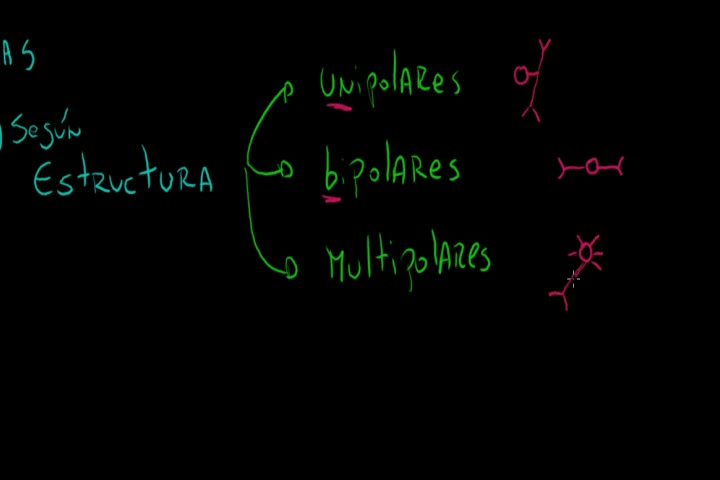 AS
) Según
Estructura
Unipolares
bipolares
Multipolares